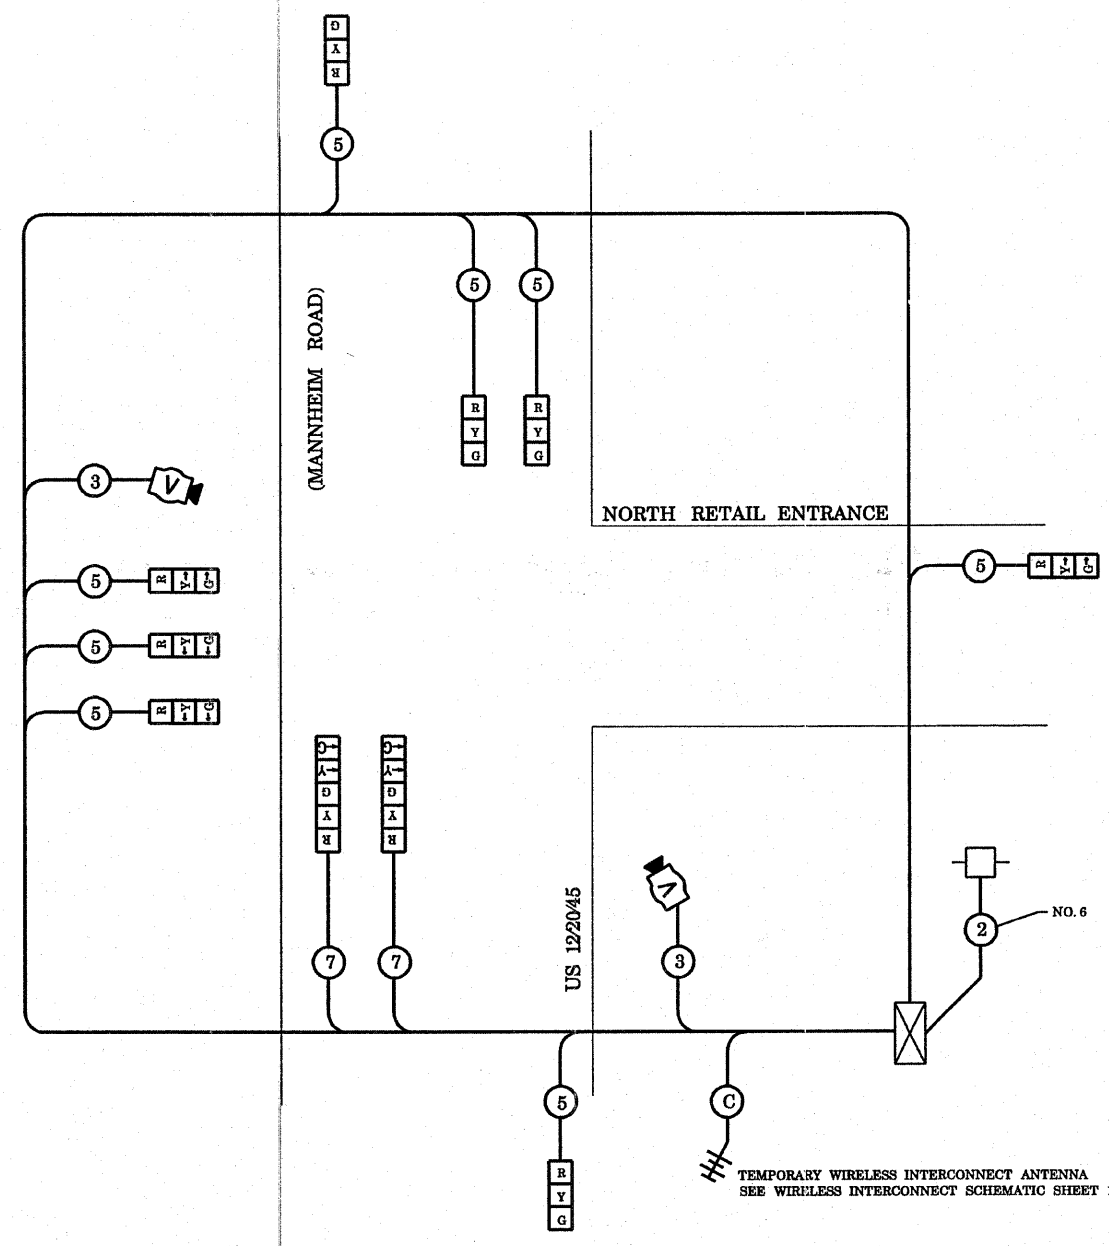 G
Y
R
5
5
5
(MANNHEIM ROAD)
R
Y
G
R
Y
G
3
V
NORTH RETAIL ENTRANCE
5
R Y G
5
R Y→ G→
5
R ←Y ←G
5
R ←Y ←G
←G
←Y
G
Y
R
←G
←Y
G
Y
R
V
US 12/20/45
2
NO. 6
7
7
3
5
C
R
Y
G
TEMPORARY WIRELESS INTERCONNECT ANTENNA
SEE WIRELESS INTERCONNECT SCHEMATIC SHEET